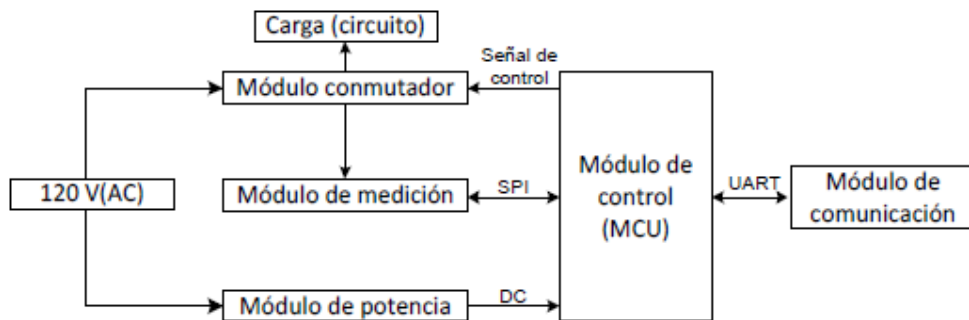 Carga (circuito)
Señal de
control
Módulo conmutador
120 V(AC)
Módulo de medición
SPI
Módulo de
control
(MCU)
UART
Módulo de
comunicación
Módulo de potencia
DC